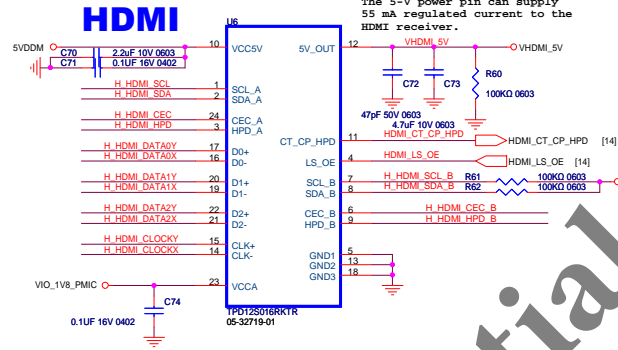 HDMI
The 5-V power pin can supply
55 mA regulated current to the
HDMI receiver.
U6
5VDDM
C70 2.2uF 10V 0603
C71 0.1UF 16V 0402
10 VCC5V
5V_OUT 12
VHDMI_5V
VHDMI_5V
C72
C73
R60
100KΩ 0603
47pF 50V 0603
4.7uF 10V 0603
H_HDMI_SCL 1 SCL_A
H_HDMI_SDA 2 SDA_A
H_HDMI_CEC 24 CEC_A
H_HDMI_HPD 3 HPD_A
CT_CP_HPD 11 HDMI_CT_CP_HPD HDMI_CT_CP_HPD [14]
H_HDMI_DATA0Y 17 D0+
H_HDMI_DATA0X 16 D0-
LS_OE 4 HDMI_LS_OE HDMI_LS_OE [14]
H_HDMI_DATA1Y 20 D1+
H_HDMI_DATA1X 19 D1-
SCL_B 7 H_HDMI_SCL_B R61 100KΩ 0603
SDA_B 8 H_HDMI_SDA_B R62 100KΩ 0603
H_HDMI_DATA2Y 22 D2+
H_HDMI_DATA2X 21 D2-
CEC_B 6 H_HDMI_CEC_B
HPD_B 9 H_HDMI_HPD_B
H_HDMI_CLOCKY 15 CLK+
H_HDMI_CLOCKX 14 CLK-
GND1 5
GND2 13
GND3 18
VIO_1V8_PMIC
23 VCCA
C74
0.1UF 16V 0402
TPD12S016RKTR
05-32719-01
tial